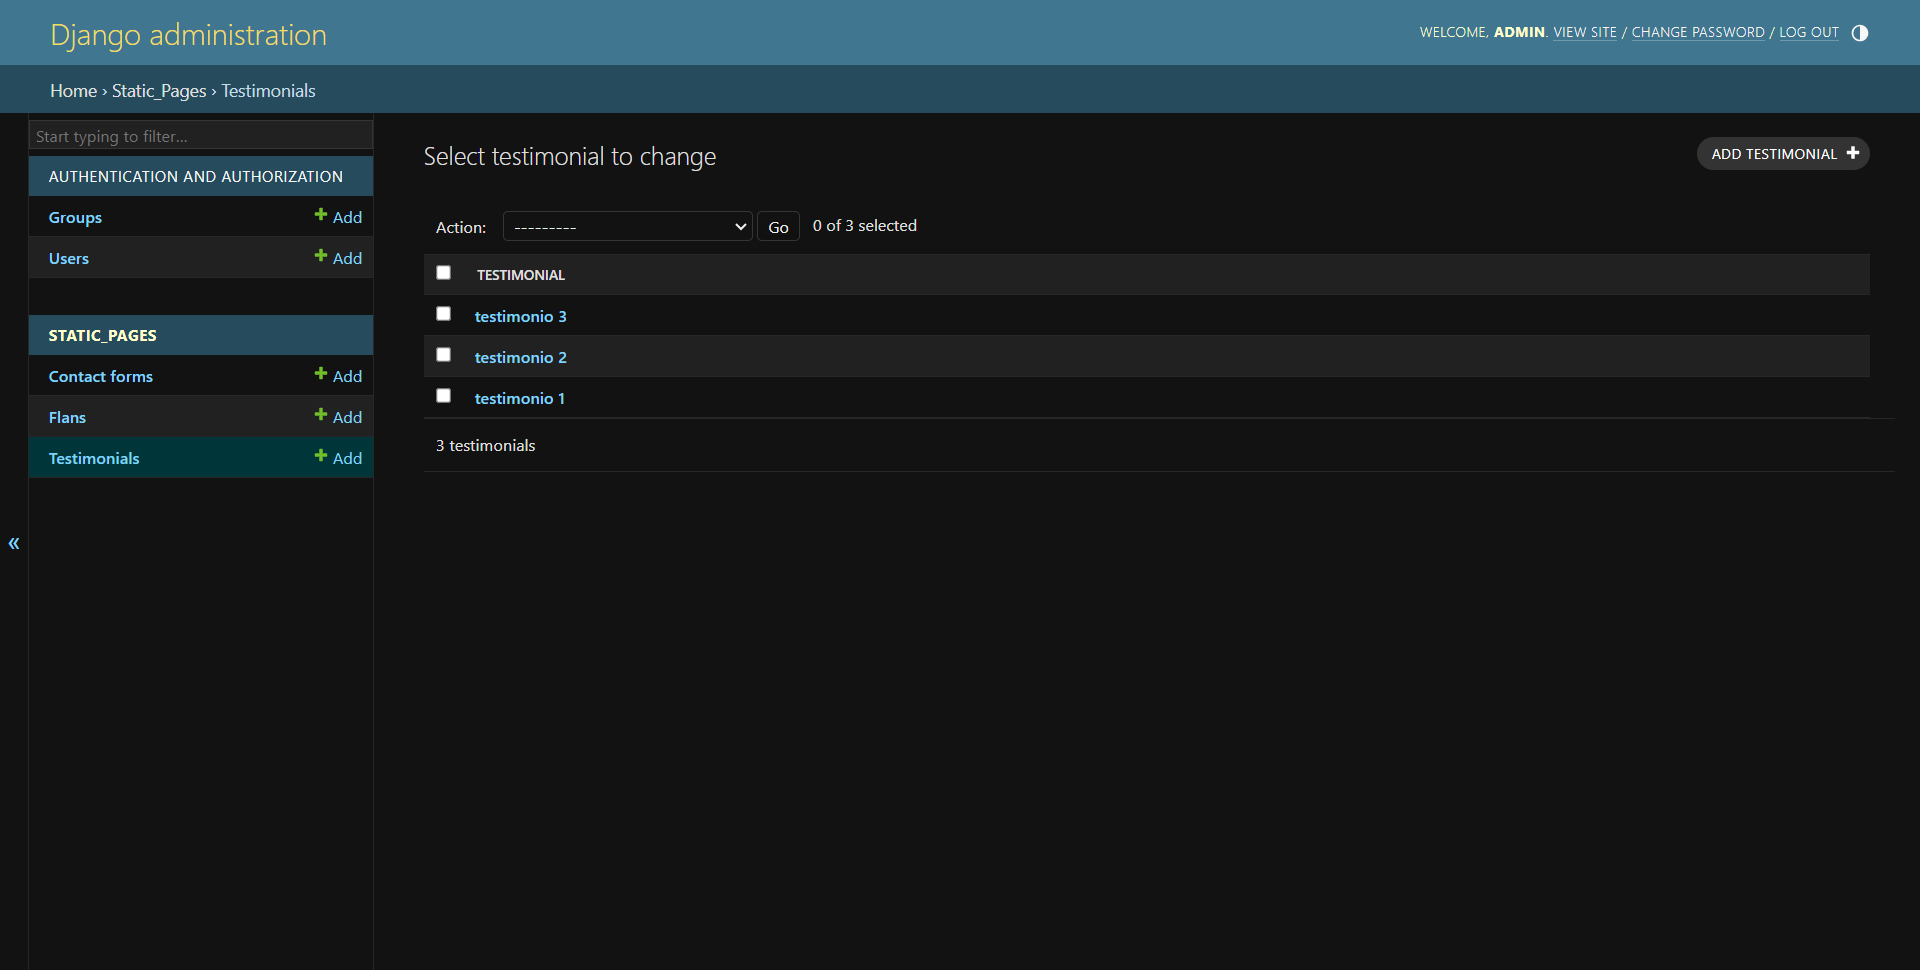 Django administration
WELCOME, ADMIN. VIEW SITE / CHANGE PASSWORD / LOG OUT
Home › Static_Pages › Testimonials
Start typing to filter...
AUTHENTICATION AND AUTHORIZATION
Groups Add
Users Add
STATIC_PAGES
Contact forms Add
Flans Add
Testimonials Add
«
Select testimonial to change
ADD TESTIMONIAL
Action: --------- Go 0 of 3 selected
TESTIMONIAL
testimonio 3
testimonio 2
testimonio 1
3 testimonials